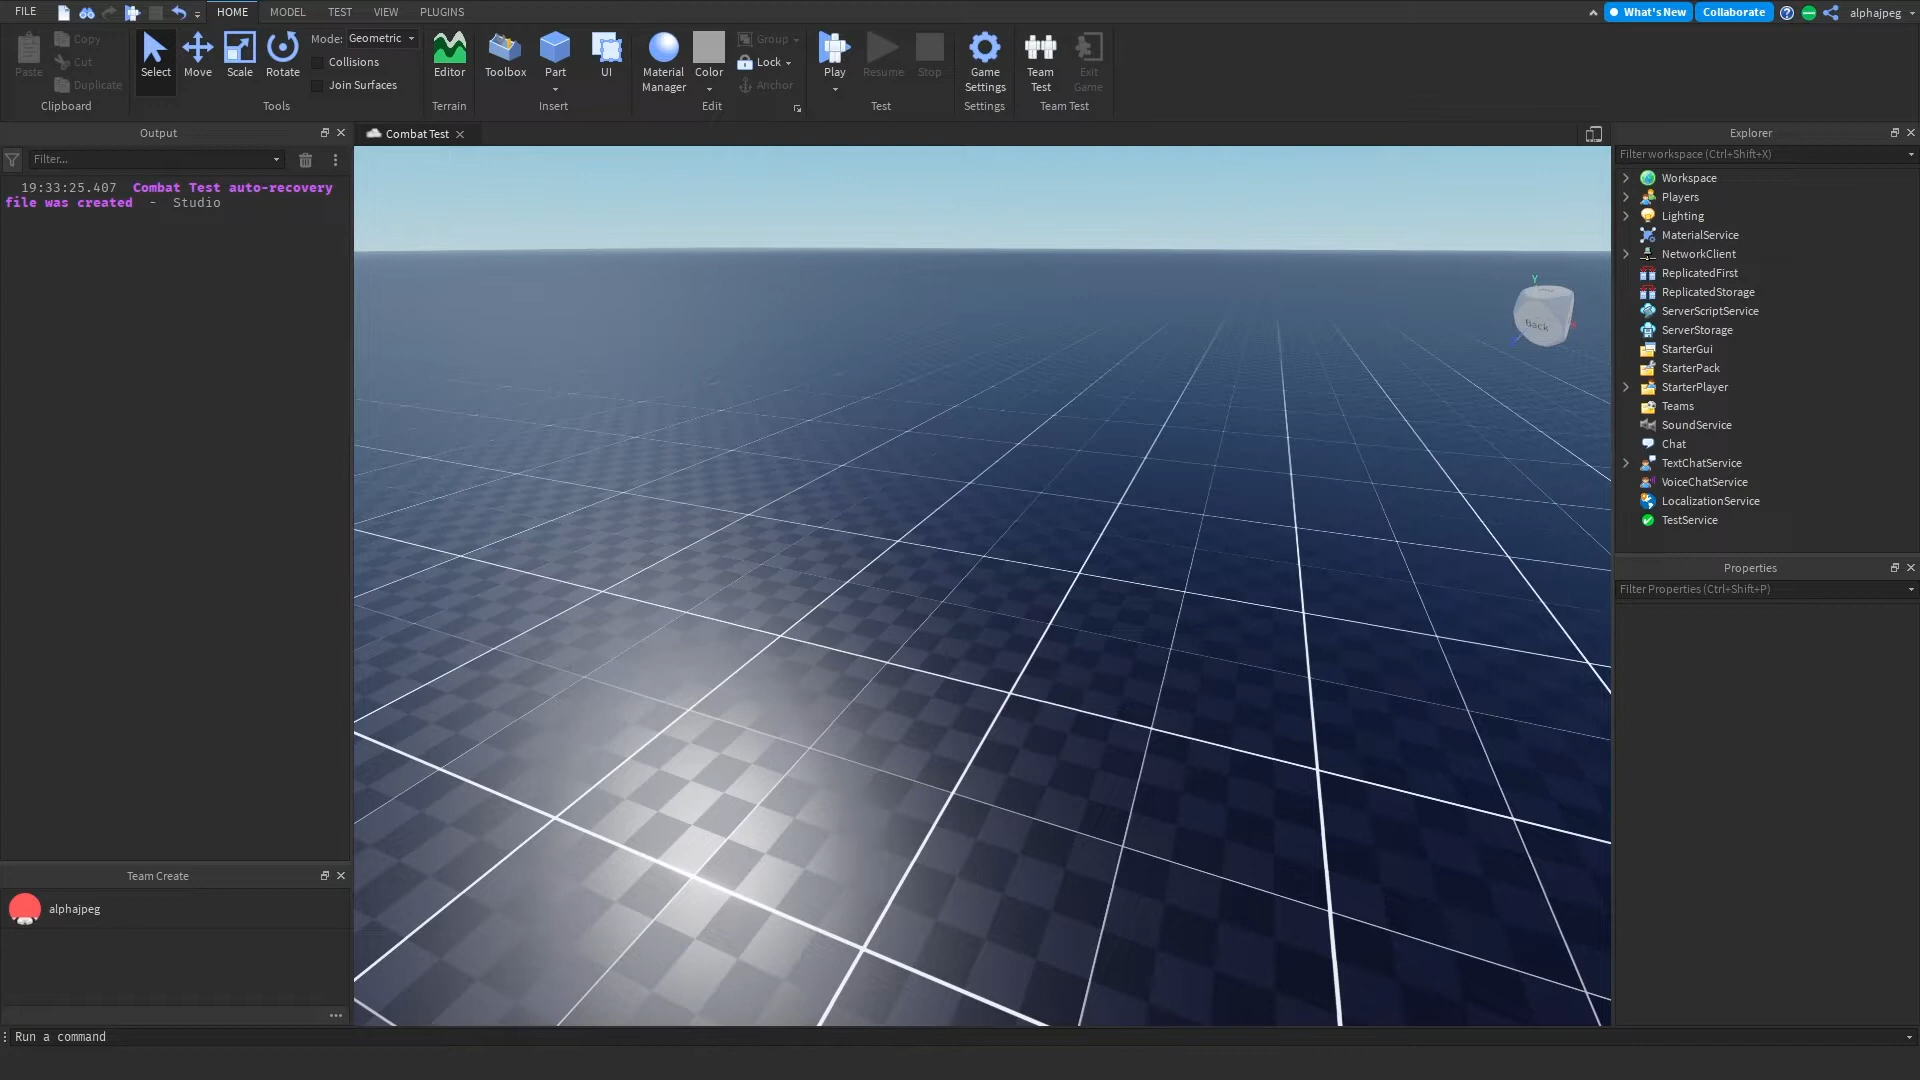 FILE
HOME
MODEL
TEST
VIEW
PLUGINS
What's New
Collaborate
alphajpeg
Paste
Copy
Cut
Duplicate
Clipboard
Select
Move
Scale
Rotate
Mode: Geometric
Collisions
Join Surfaces
Tools
Editor
Terrain
Toolbox
Part
UI
Insert
Material
Manager
Color
Group
Lock
Anchor
Edit
Play
Resume
Stop
Test
Game
Settings
Settings
Team
Test
Exit
Game
Team Test
Output
Filter...
19:33:25.407 Combat Test auto-recovery
file was created - Studio
Team Create
alphajpeg
Combat Test
Y
Back
Explorer
Filter workspace (Ctrl+Shift+X)
Workspace
Players
Lighting
MaterialService
NetworkClient
ReplicatedFirst
ReplicatedStorage
ServerScriptService
ServerStorage
StarterGui
StarterPack
StarterPlayer
Teams
SoundService
Chat
TextChatService
VoiceChatService
LocalizationService
TestService
Properties
Filter Properties (Ctrl+Shift+P)
Run a command